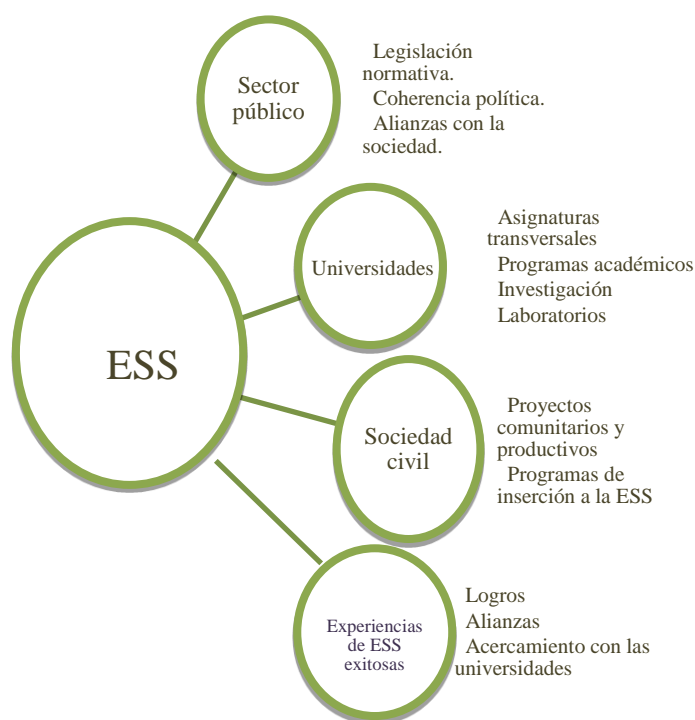 Sector
público
Legislación
normativa.
Coherencia política.
Alianzas con la
sociedad.
Universidades
Asignaturas
transversales
Programas académicos
Investigación
Laboratorios
ESS
Sociedad
civil
Proyectos
comunitarios y
productivos
Programas de
inserción a la ESS
Experiencias
de ESS
exitosas
Logros
Alianzas
Acercamiento con las
universidades